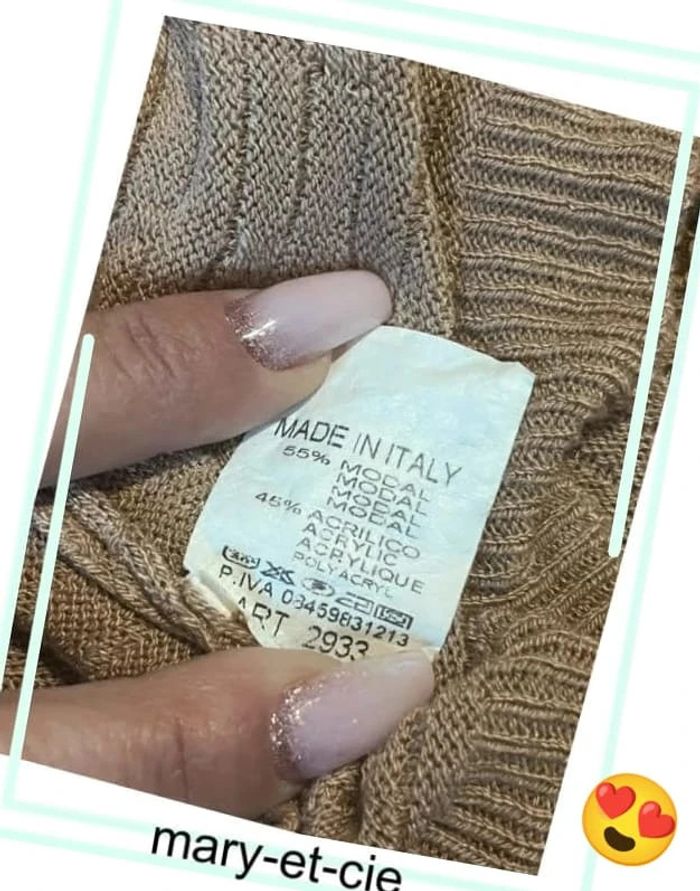 MADE IN ITALY
55% MODAL
MODAL
MODAL
MODAL
45% ACRILICO
ACRYLIC
ACRYLIQUE
POLYACRYL
P.IVA 03459831213
ART 2933
mary-et-cie